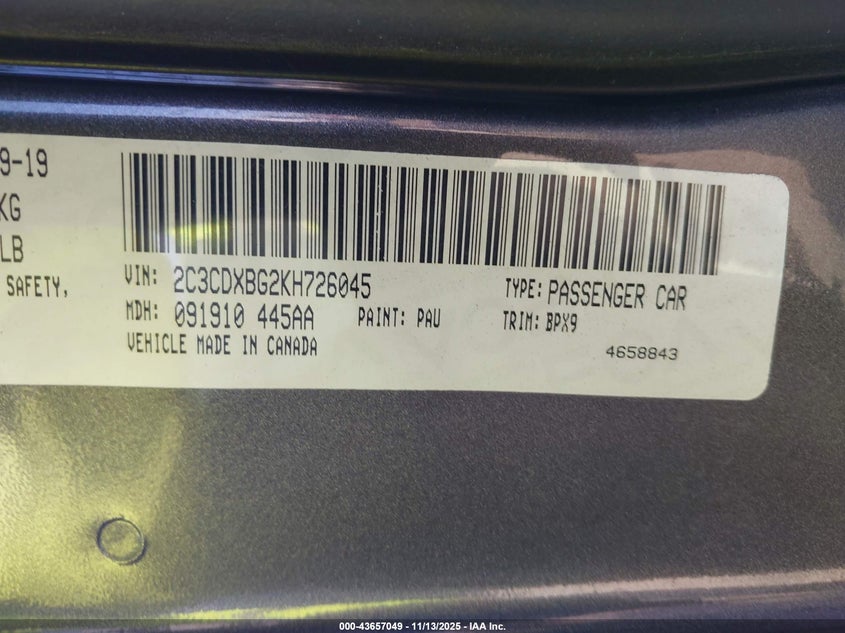 9-19
KG
LB
SAFETY,
VIN: 2C3CDXBG2KH726045 TYPE: PASSENGER CAR
MDH: 091910 445AA PAINT: PAU TRIM: BPX9
VEHICLE MADE IN CANADA 4658843
000-43657049 - 11/13/2025 - IAA Inc.